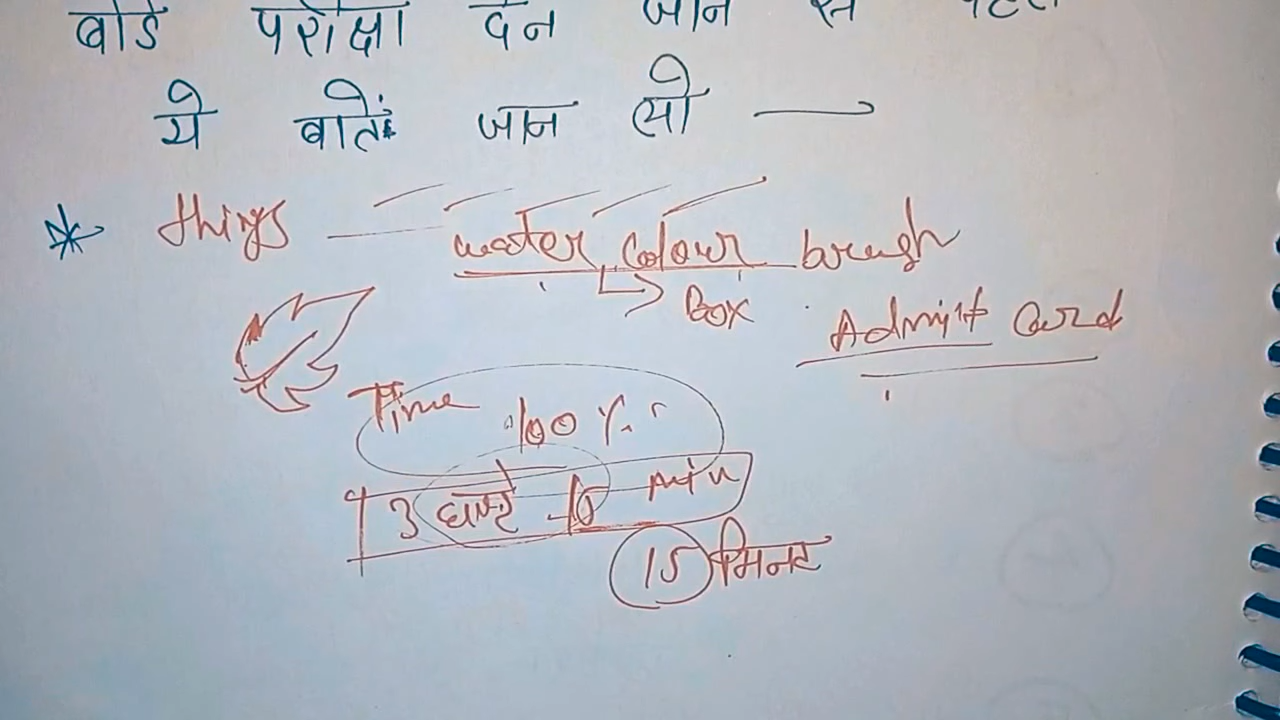 बोर्ड परीक्षा देने जाने से पहले
ये बातें जान लो —
* things — water colour brush
↳ Box
Admit Card
Time 100 %
3 घण्टे 15 min
15 मिनट